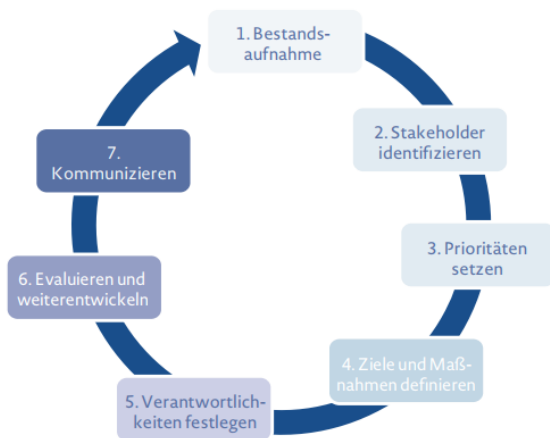 1. Bestands-
aufnahme
2. Stakeholder
identifizieren
3. Prioritäten
setzen
4. Ziele und Maß-
nahmen definieren
5. Verantwortlich-
keiten festlegen
6. Evaluieren und
weiterentwickeln
7.
Kommunizieren